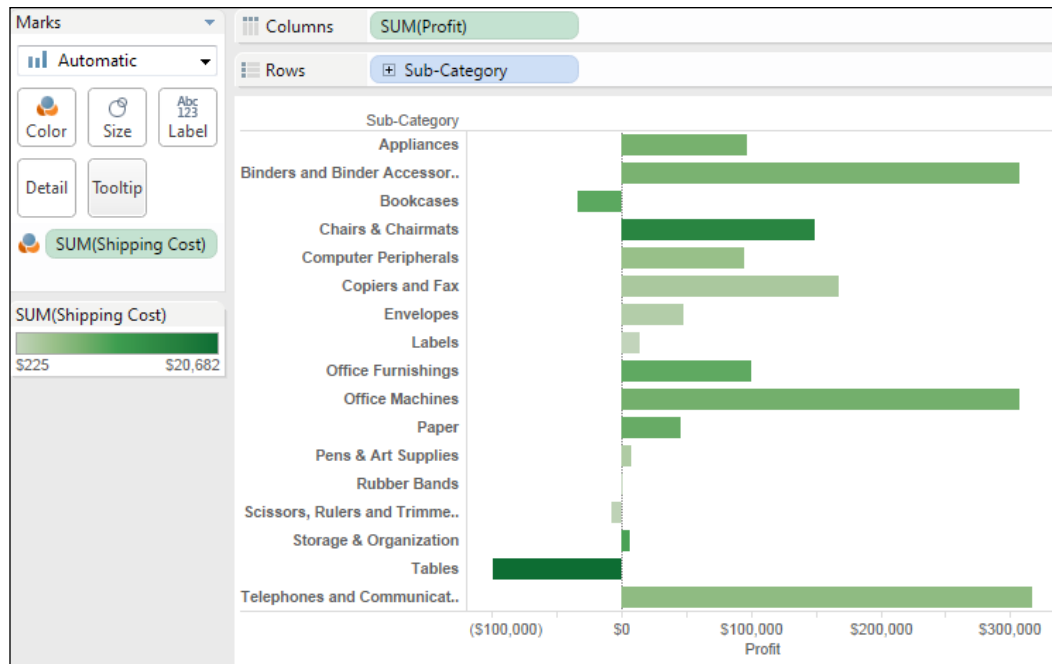 Marks
Automatic
Color
Size
Abc
123
Label
Detail
Tooltip
SUM(Shipping Cost)
SUM(Shipping Cost)
$225 $20,682
Columns SUM(Profit)
Rows Sub-Category
Sub-Category
Appliances
Binders and Binder Accessor..
Bookcases
Chairs & Chairmats
Computer Peripherals
Copiers and Fax
Envelopes
Labels
Office Furnishings
Office Machines
Paper
Pens & Art Supplies
Rubber Bands
Scissors, Rulers and Trimme..
Storage & Organization
Tables
Telephones and Communicat..
($100,000) $0 $100,000 $200,000 $300,000
Profit